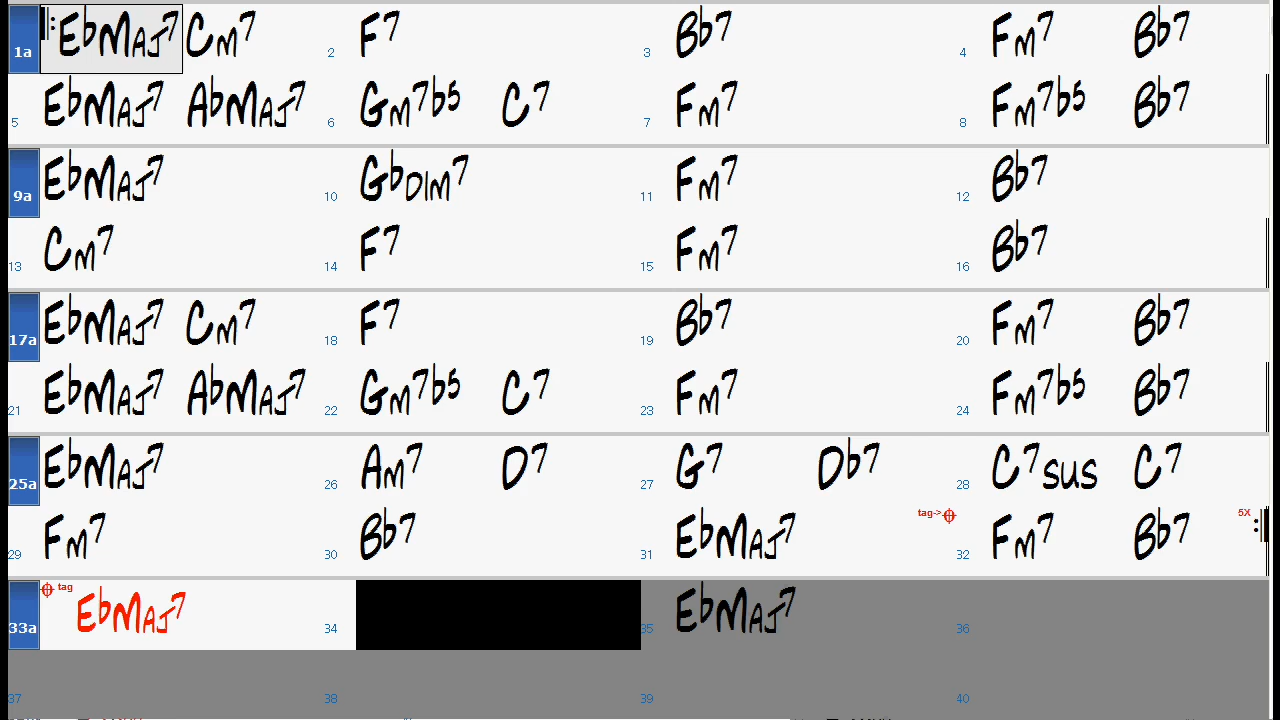 1a EbMAJ7 Cm7 2 F7 3 Bb7 4 Fm7 Bb7
5 EbMAJ7 AbMAJ7 6 Gm7b5 C7 7 Fm7 8 Fm7b5 Bb7
9a EbMAJ7 10 GbDIM7 11 Fm7 12 Bb7
13 Cm7 14 F7 15 Fm7 16 Bb7
17a EbMAJ7 Cm7 18 F7 19 Bb7 20 Fm7 Bb7
21 EbMAJ7 AbMAJ7 22 Gm7b5 C7 23 Fm7 24 Fm7b5 Bb7
25a EbMAJ7 26 Am7 D7 27 G7 Db7 28 C7sus C7
tag-> 5X
29 Fm7 30 Bb7 31 EbMAJ7 32 Fm7 Bb7
tag
33a EbMAJ7 34 35 EbMAJ7 36
37 38 39 40